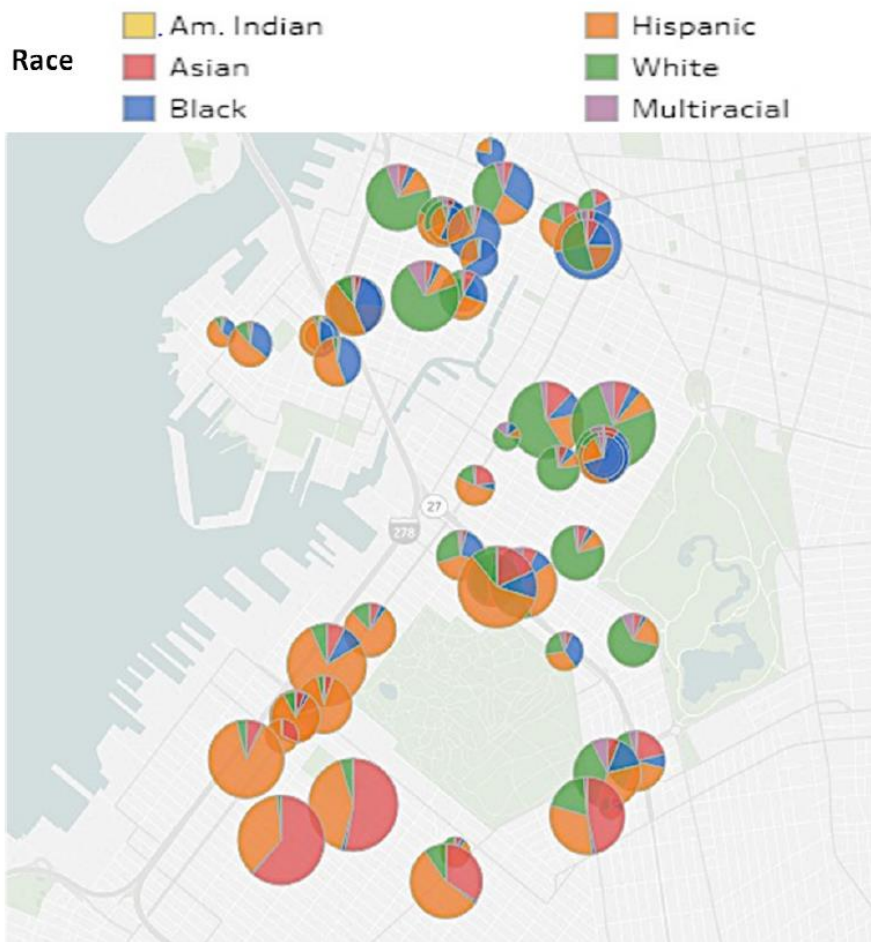 Race
Am. Indian
Asian
Black
Hispanic
White
Multiracial
27
278